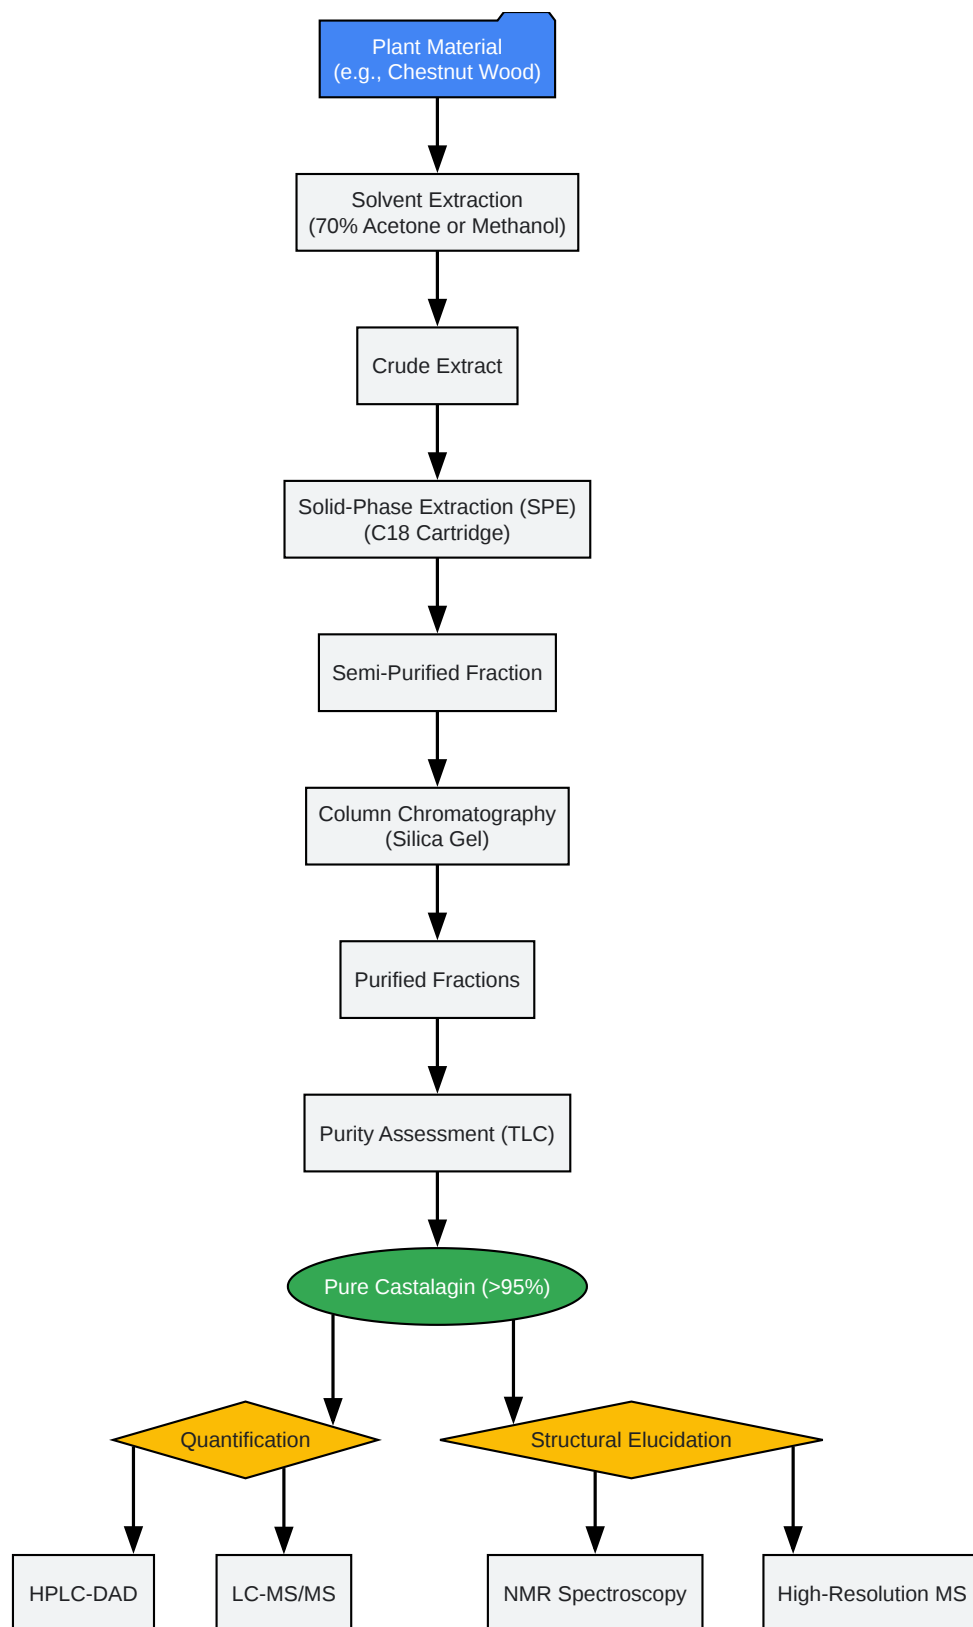 Plant Material
(e.g., Chestnut Wood)
Solvent Extraction
(70% Acetone or Methanol)
Crude Extract
Solid-Phase Extraction (SPE)
(C18 Cartridge)
Semi-Purified Fraction
Column Chromatography
(Silica Gel)
Purified Fractions
Purity Assessment (TLC)
Pure Castalagin (>95%)
Quantification
Structural Elucidation
HPLC-DAD
LC-MS/MS
NMR Spectroscopy
High-Resolution MS